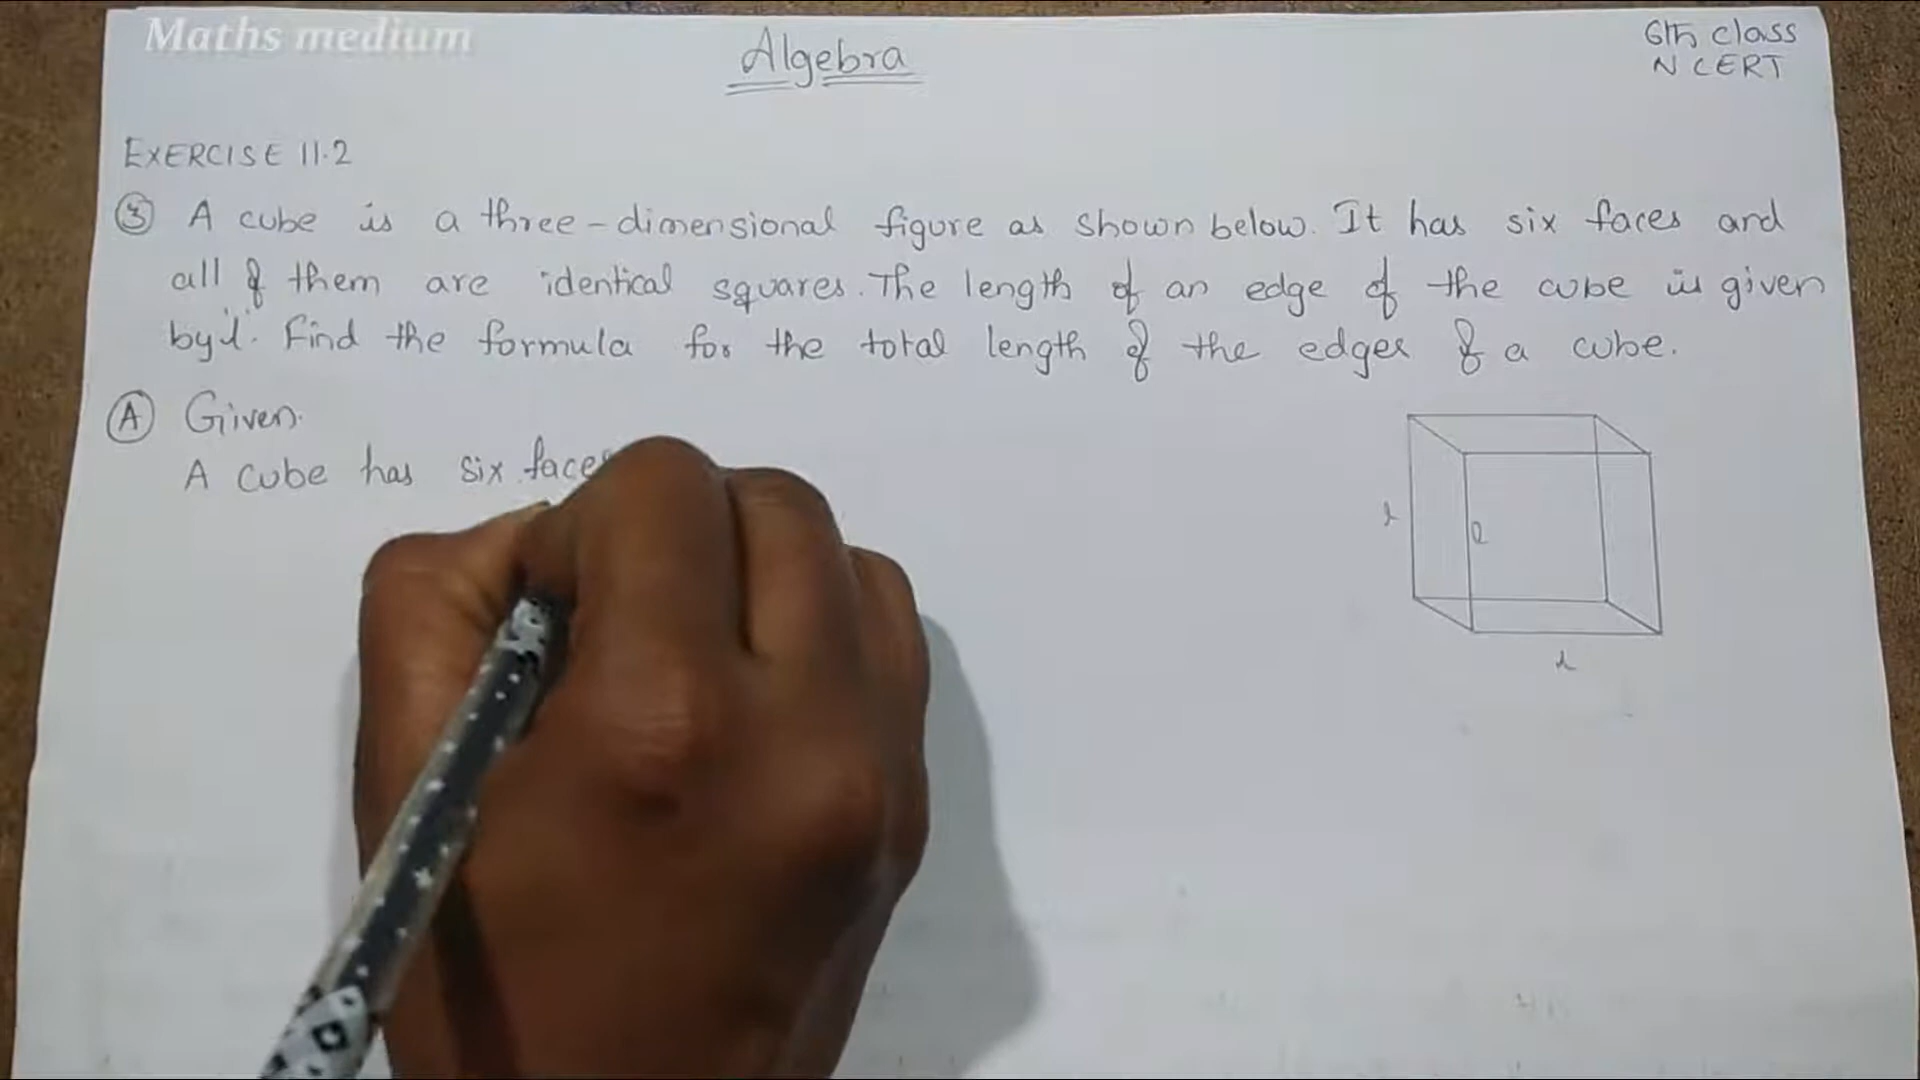 Maths medium
Algebra
6th class
NCERT
EXERCISE 11.2
③ A cube is a three-dimensional figure as shown below. It has six faces and
all of them are identical squares. The length of an edge of the cube is given
by 'l'. Find the formula for the total length of the edges of a cube.
Ⓐ Given.
A cube has six faces
l
l
l